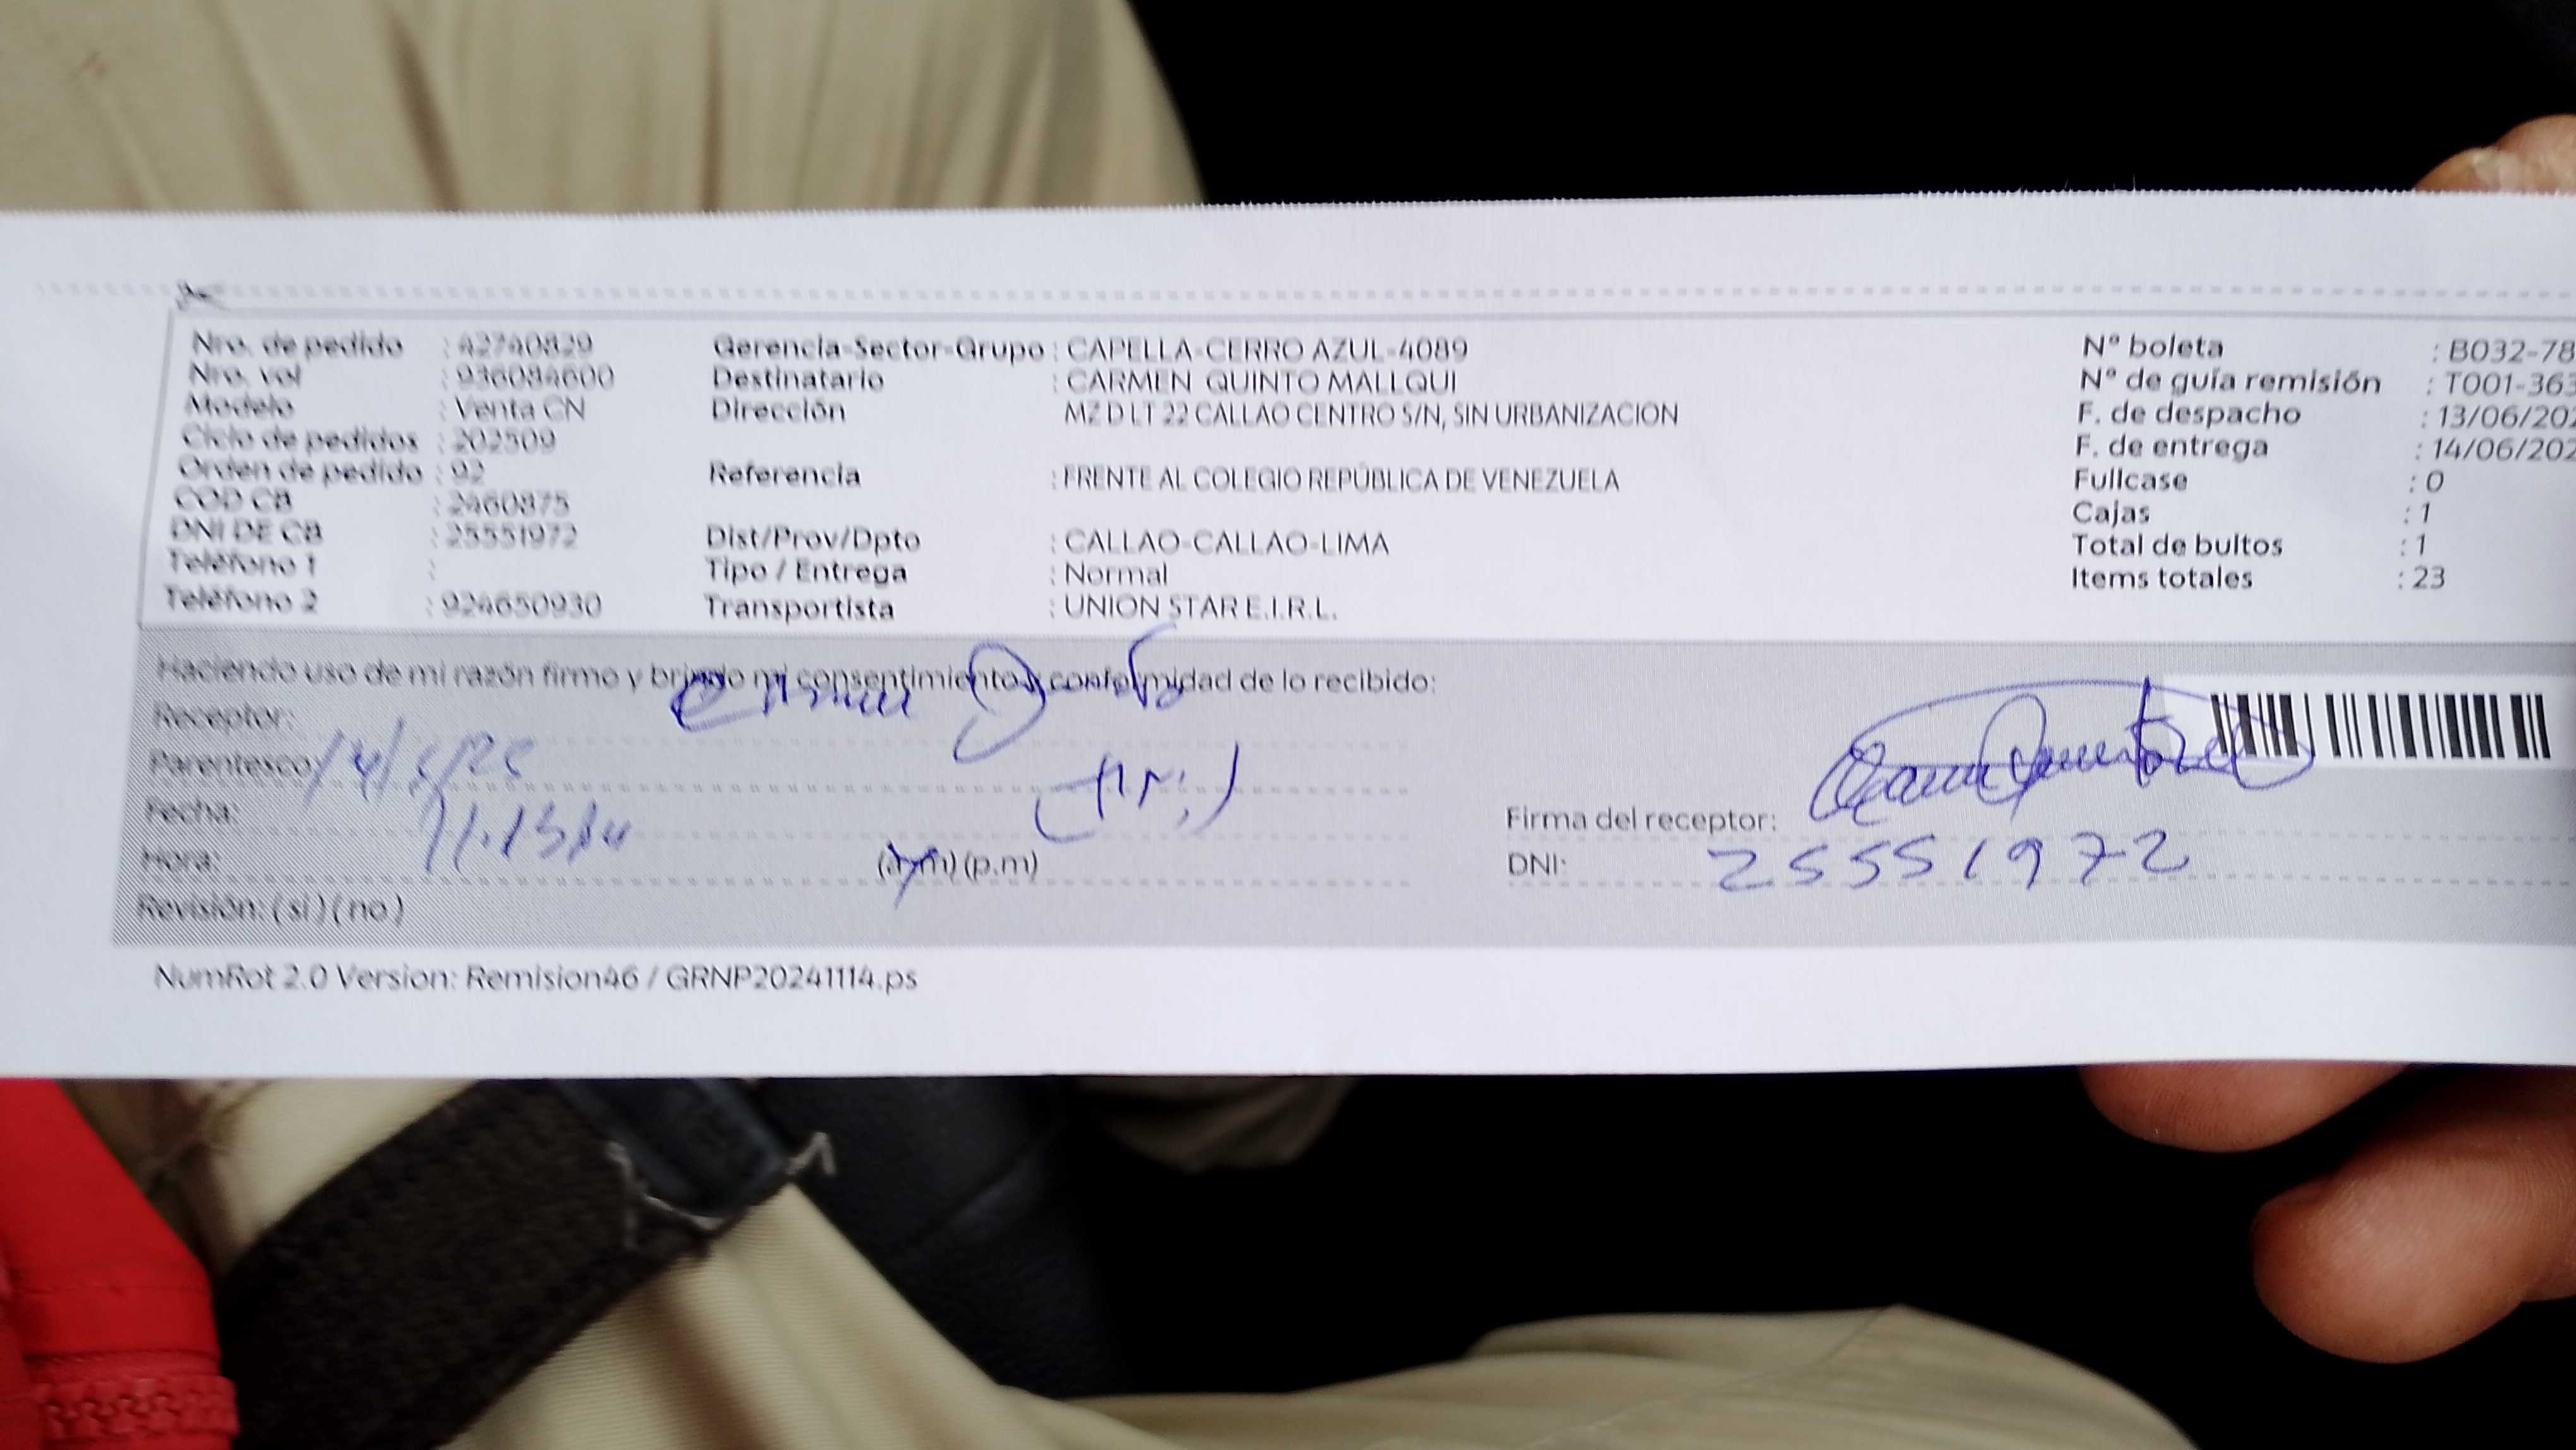 Nro. de pedido : 42740829 Gerencia-Sector-Grupo : CAPELLA-CERRO AZUL-4089 N° boleta : B032-78
Nro. vol : 936084600 Destinatario : CARMEN QUINTO MALLQUI N° de guía remisión : T001-363
Modelo : Venta CN Dirección MZ D LT 22 CALLAO CENTRO S/N, SIN URBANIZACION F. de despacho : 13/06/202
Ciclo de pedidos : 202509 F. de entrega : 14/06/202
Orden de pedido : 92 Referencia : FRENTE AL COLEGIO REPÚBLICA DE VENEZUELA Fullcase : 0
COD CB : 2460875 Cajas : 1
DNI DE CB : 25551972 Dist/Prov/Dpto : CALLAO-CALLAO-LIMA Total de bultos : 1
Teléfono 1 : Tipo / Entrega : Normal Items totales : 23
Teléfono 2 : 924650930 Transportista : UNION STAR E.I.R.L.
Haciendo uso de mi razón firmo y brindo mi consentimiento y conformidad de lo recibido:
Receptor:
Parentesco:
Fecha: Firma del receptor:
Hora: (a.m) (p.m) DNI: 25551972
Revisión: ( si ) ( no )
NumRot 2.0 Version: Remision46 / GRNP20241114.ps